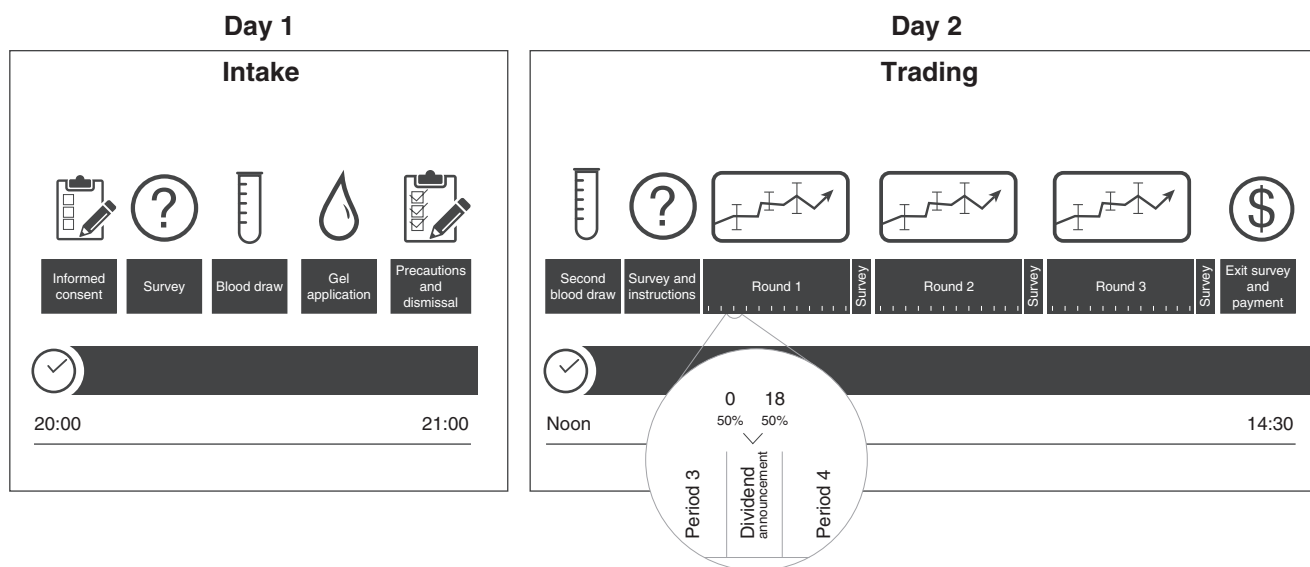 Day 1
Intake
Informed
consent
Survey
Blood draw
Gel
application
Precautions
and
dismissal
20:00
21:00
Day 2
Trading
Second
blood draw
Survey and
instructions
Round 1
Survey
Round 2
Survey
Round 3
Survey
Exit survey
and
payment
Noon
14:30
0 18
50% 50%
Period 3
Dividend
announcement
Period 4
?
?
$